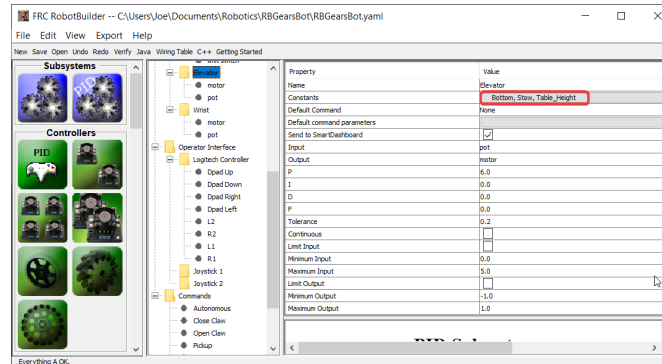 FRC RobotBuilder -- C:\Users\Joe\Documents\Robotics\RBGearsBot\RBGearsBot.yaml
File Edit View Export Help
New Save Open Undo Redo Verify Java Wiring Table C++ Getting Started
Subsystems
PID
Controllers
PID
Elevator
motor
pot
Wrist
motor
pot
Operator Interface
Logitech Controller
Dpad Up
Dpad Down
Dpad Right
Dpad Left
L2
R2
L1
R1
Joystick 1
Joystick 2
Commands
Autonomous
Close Claw
Open Claw
Pickup
Property Value
Name Elevator
Constants Bottom, Stow, Table_Height
Default Command None
Default command parameters
Send to SmartDashboard
Input pot
Output motor
P 6.0
I 0.0
D 0.0
F 0.0
Tolerance 0.2
Continuous
Limit Input
Minimum Input 0.0
Maximum Input 5.0
Limit Output
Minimum Output -1.0
Maximum Output 1.0
Everything A OK.